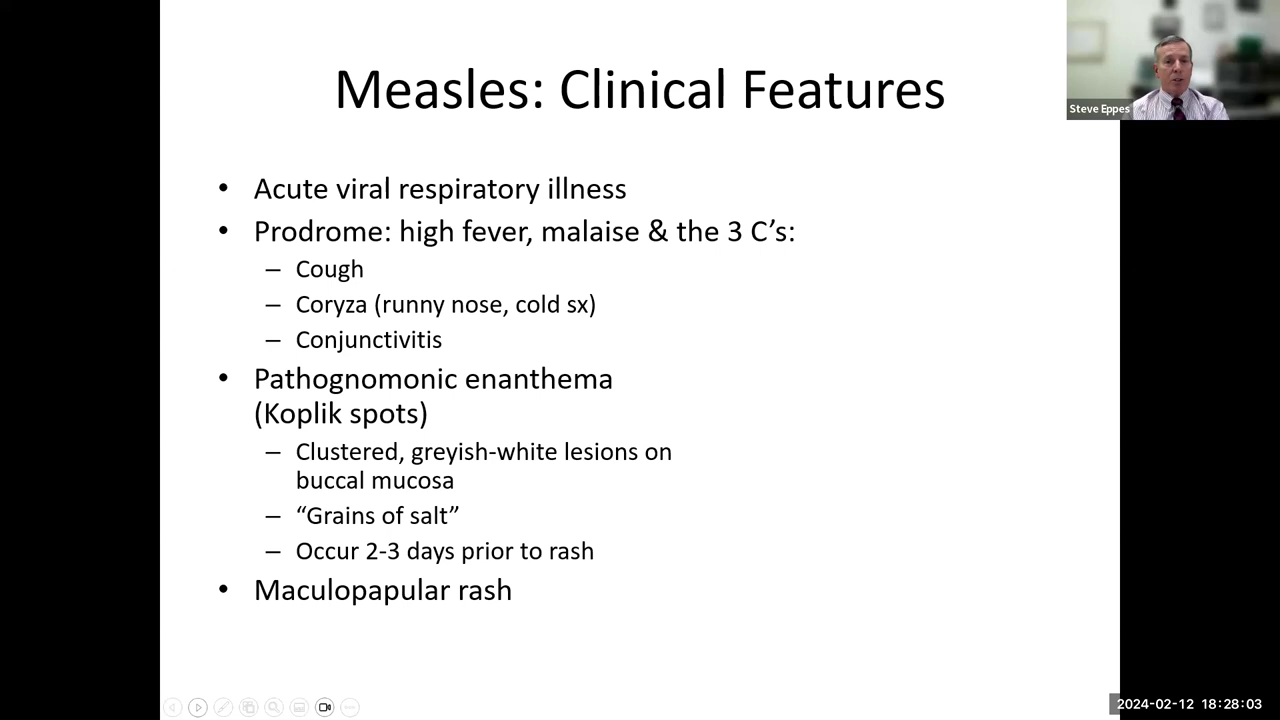 Measles: Clinical Features
Steve Eppes
• Acute viral respiratory illness
• Prodrome: high fever, malaise & the 3 C’s:
– Cough
– Coryza (runny nose, cold sx)
– Conjunctivitis
• Pathognomonic enanthema
(Koplik spots)
– Clustered, greyish-white lesions on
buccal mucosa
– “Grains of salt”
– Occur 2-3 days prior to rash
• Maculopapular rash
2024-02-12 18:28:03